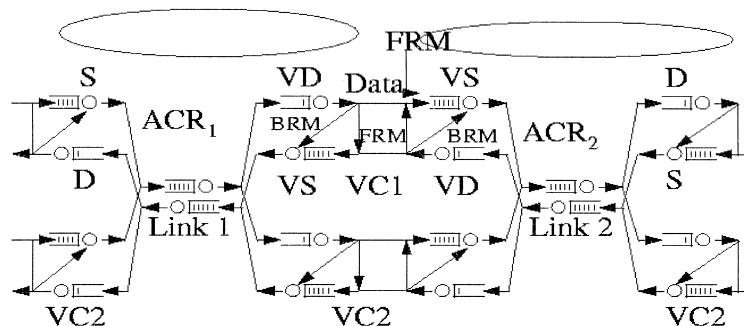 FRM
S VD Data VS D
ACR1 BRM FRM BRM ACR2
D VS VC1 VD S
Link 1 Link 2
VC2 VC2 VC2